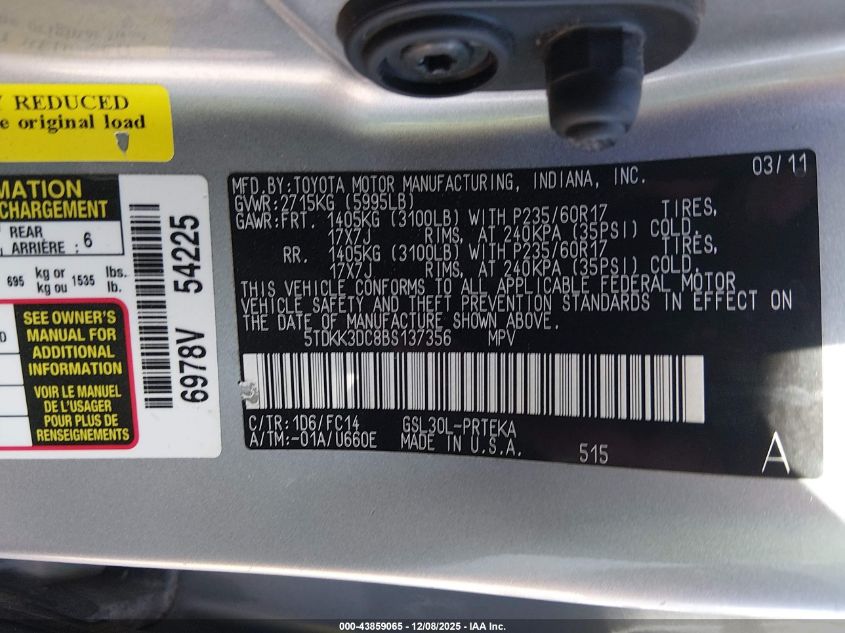 Y REDUCED
e original load
MATION
CHARGEMENT
REAR
ARRIÈRE : 6
695 kg or 1535 lbs.
kg ou lb.
SEE OWNER'S
MANUAL FOR
ADDITIONAL
INFORMATION
VOIR LE MANUEL
DE L'USAGER
POUR PLUS DE
RENSEIGNEMENTS
6978V 54225
03/11
MFD.BY:TOYOTA MOTOR MANUFACTURING, INDIANA, INC.
GVWR:2715KG (5995LB)
GAWR:FRT. 1405KG (3100LB) WITH P235/60R17 TIRES,
17X7J RIMS, AT 240KPA (35PSI) COLD.
RR. 1405KG (3100LB) WITH P235/60R17 TIRES,
17X7J RIMS, AT 240KPA (35PSI) COLD.
THIS VEHICLE CONFORMS TO ALL APPLICABLE FEDERAL MOTOR
VEHICLE SAFETY AND THEFT PREVENTION STANDARDS IN EFFECT ON
THE DATE OF MANUFACTURE SHOWN ABOVE.
5TDKK3DC8BS137356 MPV
C/TR:1D6/FC14 GSL30L-PRTEKA
A/TM:-01A/U660E MADE IN U.S.A.
515 A
000-43859065 - 12/08/2025 - IAA Inc.